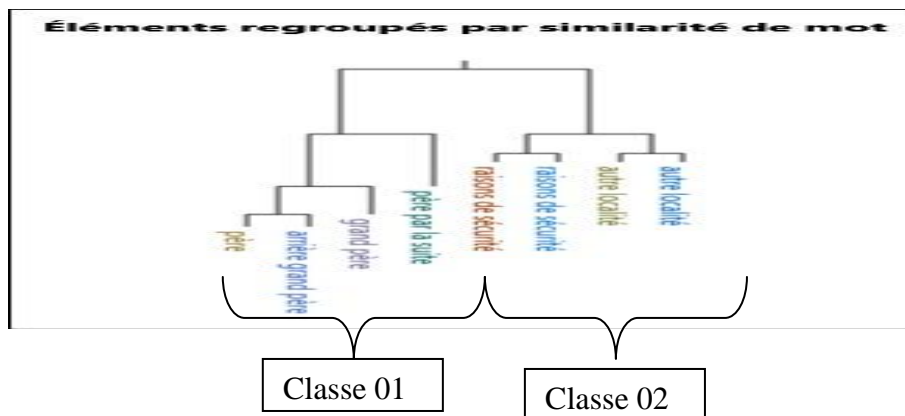 Éléments regroupés par similarité de mot
père
arrière grand père
grand père
père par la suite
raisons de sécurité
raisons de sécurité
autre localité
autre localité
Classe 01
Classe 02